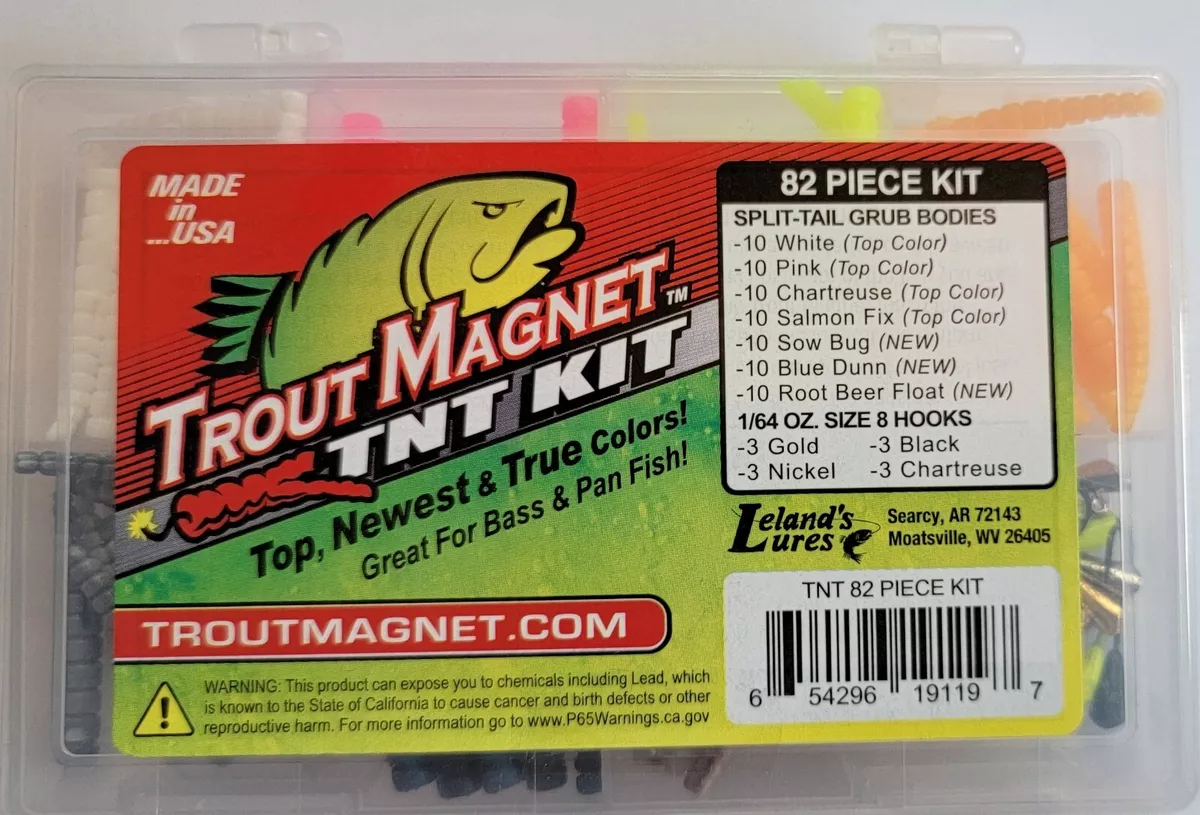 MADE
in
...USA
TROUT MAGNET™
TNT KIT
Top, Newest & True Colors!
Great For Bass & Pan Fish!
TROUTMAGNET.COM
WARNING: This product can expose you to chemicals including Lead, which
is known to the State of California to cause cancer and birth defects or other
reproductive harm. For more information go to www.P65Warnings.ca.gov
82 PIECE KIT
SPLIT-TAIL GRUB BODIES
-10 White (Top Color)
-10 Pink (Top Color)
-10 Chartreuse (Top Color)
-10 Salmon Fix (Top Color)
-10 Sow Bug (NEW)
-10 Blue Dunn (NEW)
-10 Root Beer Float (NEW)
1/64 OZ. SIZE 8 HOOKS
-3 Gold -3 Black
-3 Nickel -3 Chartreuse
Leland's
Lures
Searcy, AR 72143
Moatsville, WV 26405
TNT 82 PIECE KIT
6 54296 19119 7